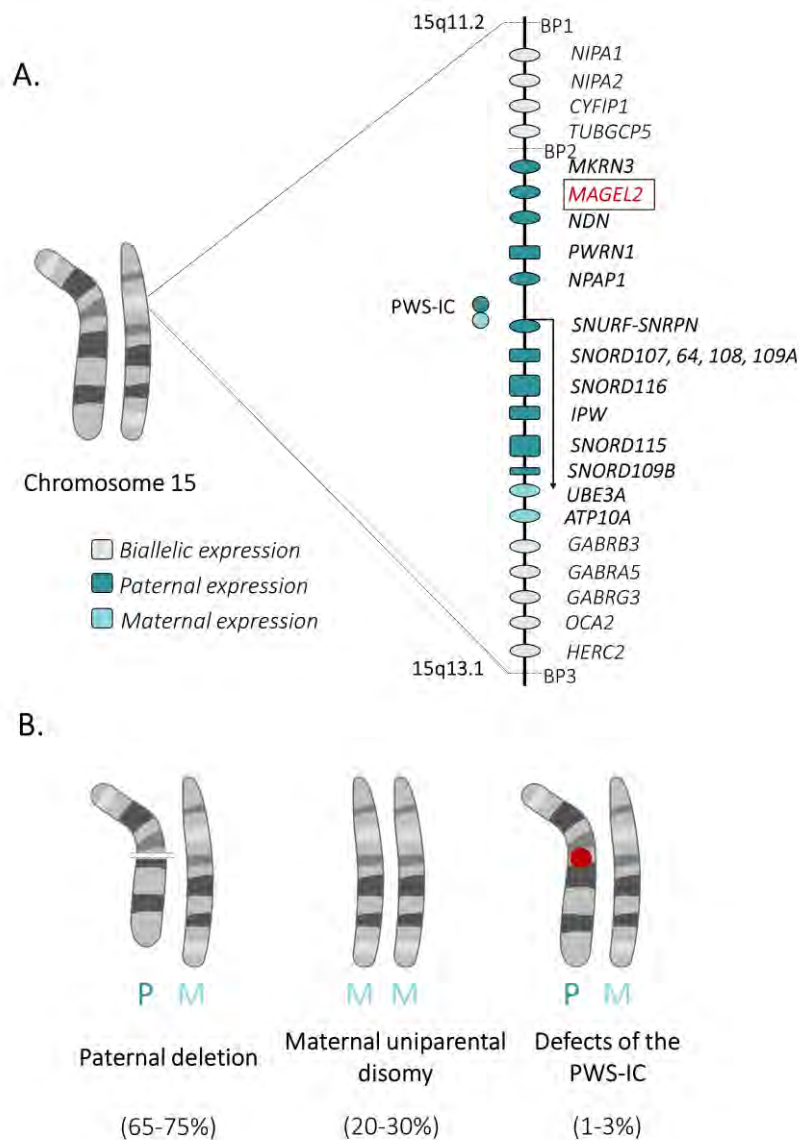 A.
15q11.2
BP1
NIPA1
NIPA2
CYFIP1
TUBGCP5
BP2
MKRN3
MAGEL2
NDN
PWRN1
NPAP1
PWS-IC
SNURF-SNRPN
SNORD107, 64, 108, 109A
SNORD116
IPW
SNORD115
SNORD109B
UBE3A
ATP10A
GABRB3
GABRA5
GABRG3
OCA2
HERC2
15q13.1
BP3
Chromosome 15
Biallelic expression
Paternal expression
Maternal expression
B.
P M
M M
P M
Paternal deletion
(65-75%)
Maternal uniparental
disomy
(20-30%)
Defects of the
PWS-IC
(1-3%)